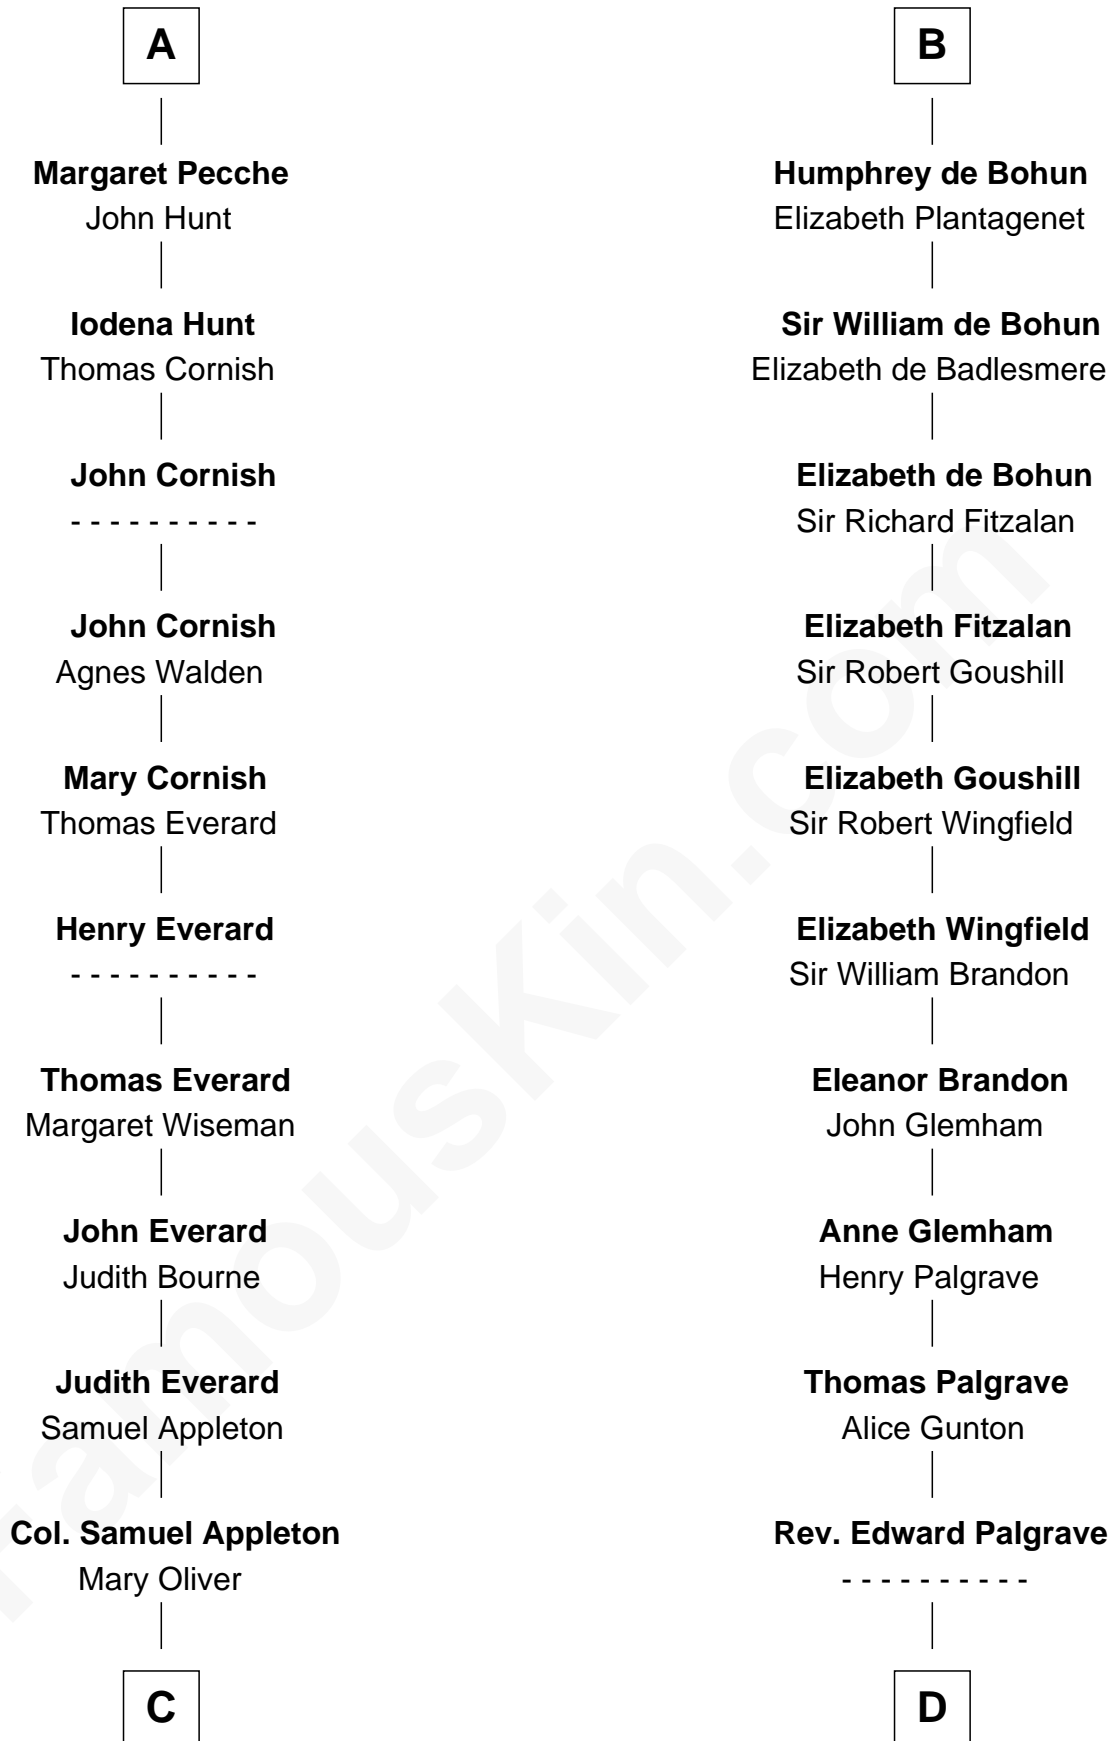 A
Margaret Pecche
John Hunt
Iodena Hunt
Thomas Cornish
John Cornish
- - - - - - - - - -
John Cornish
Agnes Walden
Mary Cornish
Thomas Everard
Henry Everard
- - - - - - - - - -
Thomas Everard
Margaret Wiseman
John Everard
Judith Bourne
Judith Everard
Samuel Appleton
Col. Samuel Appleton
Mary Oliver
C
B
Humphrey de Bohun
Elizabeth Plantagenet
Sir William de Bohun
Elizabeth de Badlesmere
Elizabeth de Bohun
Sir Richard Fitzalan
Elizabeth Fitzalan
Sir Robert Goushill
Elizabeth Goushill
Sir Robert Wingfield
Elizabeth Wingfield
Sir William Brandon
Eleanor Brandon
John Glemham
Anne Glemham
Henry Palgrave
Thomas Palgrave
Alice Gunton
Rev. Edward Palgrave
- - - - - - - - - -
D
FamousKin.com